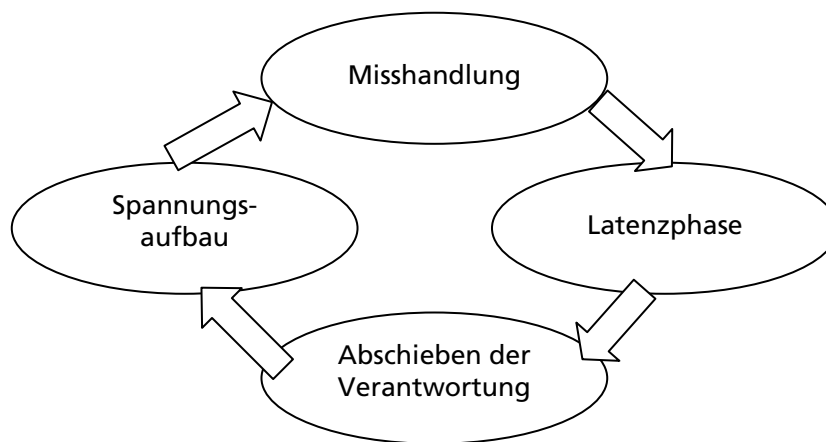 Misshandlung
Spannungs-
aufbau
Latenzphase
Abschieben der
Verantwortung